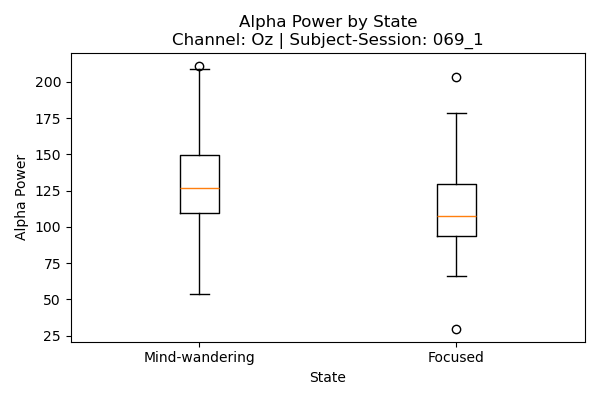 Alpha Power by State
Channel: Oz | Subject-Session: 069_1
Alpha Power
200
175
150
125
100
75
50
25
Mind-wandering
Focused
State